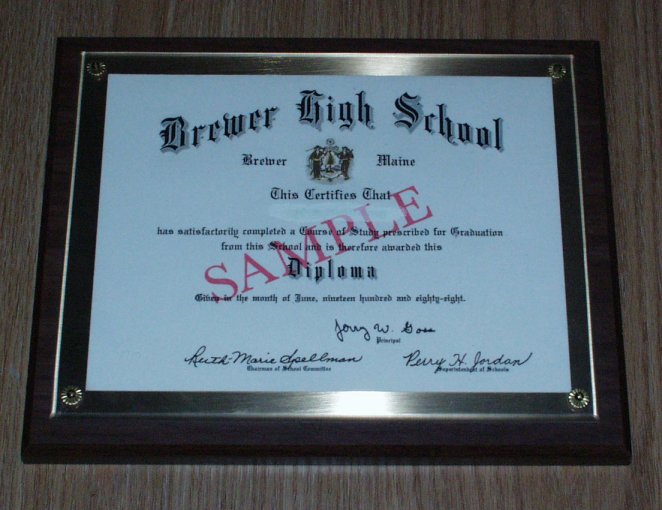 Brewer High School
Brewer Maine
This Certifies That
has satisfactorily completed a Course of Study prescribed for Graduation
from this School and is therefore awarded this
Diploma
Given in the month of June, nineteen hundred and eighty-eight.
SAMPLE
Jerry W. Goss
Principal
Ruth-Marie Spellman
Chairman of School Committee
Perry H. Jordan
Superintendent of Schools